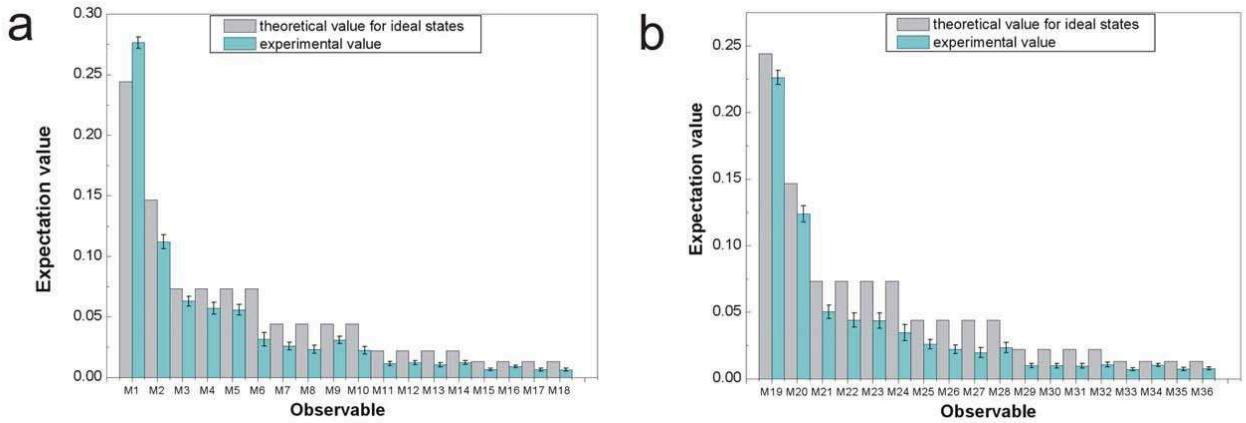 a
theoretical value for ideal states
experimental value
Expectation value
0.30
0.25
0.20
0.15
0.10
0.05
0.00
M1 M2 M3 M4 M5 M6 M7 M8 M9 M10 M11 M12 M13 M14 M15 M16 M17 M18
Observable
b
theoretical value for ideal states
experimental value
Expectation value
0.25
0.20
0.15
0.10
0.05
0.00
M19 M20 M21 M22 M23 M24 M25 M26 M27 M28 M29 M30 M31 M32 M33 M34 M35 M36
Observable